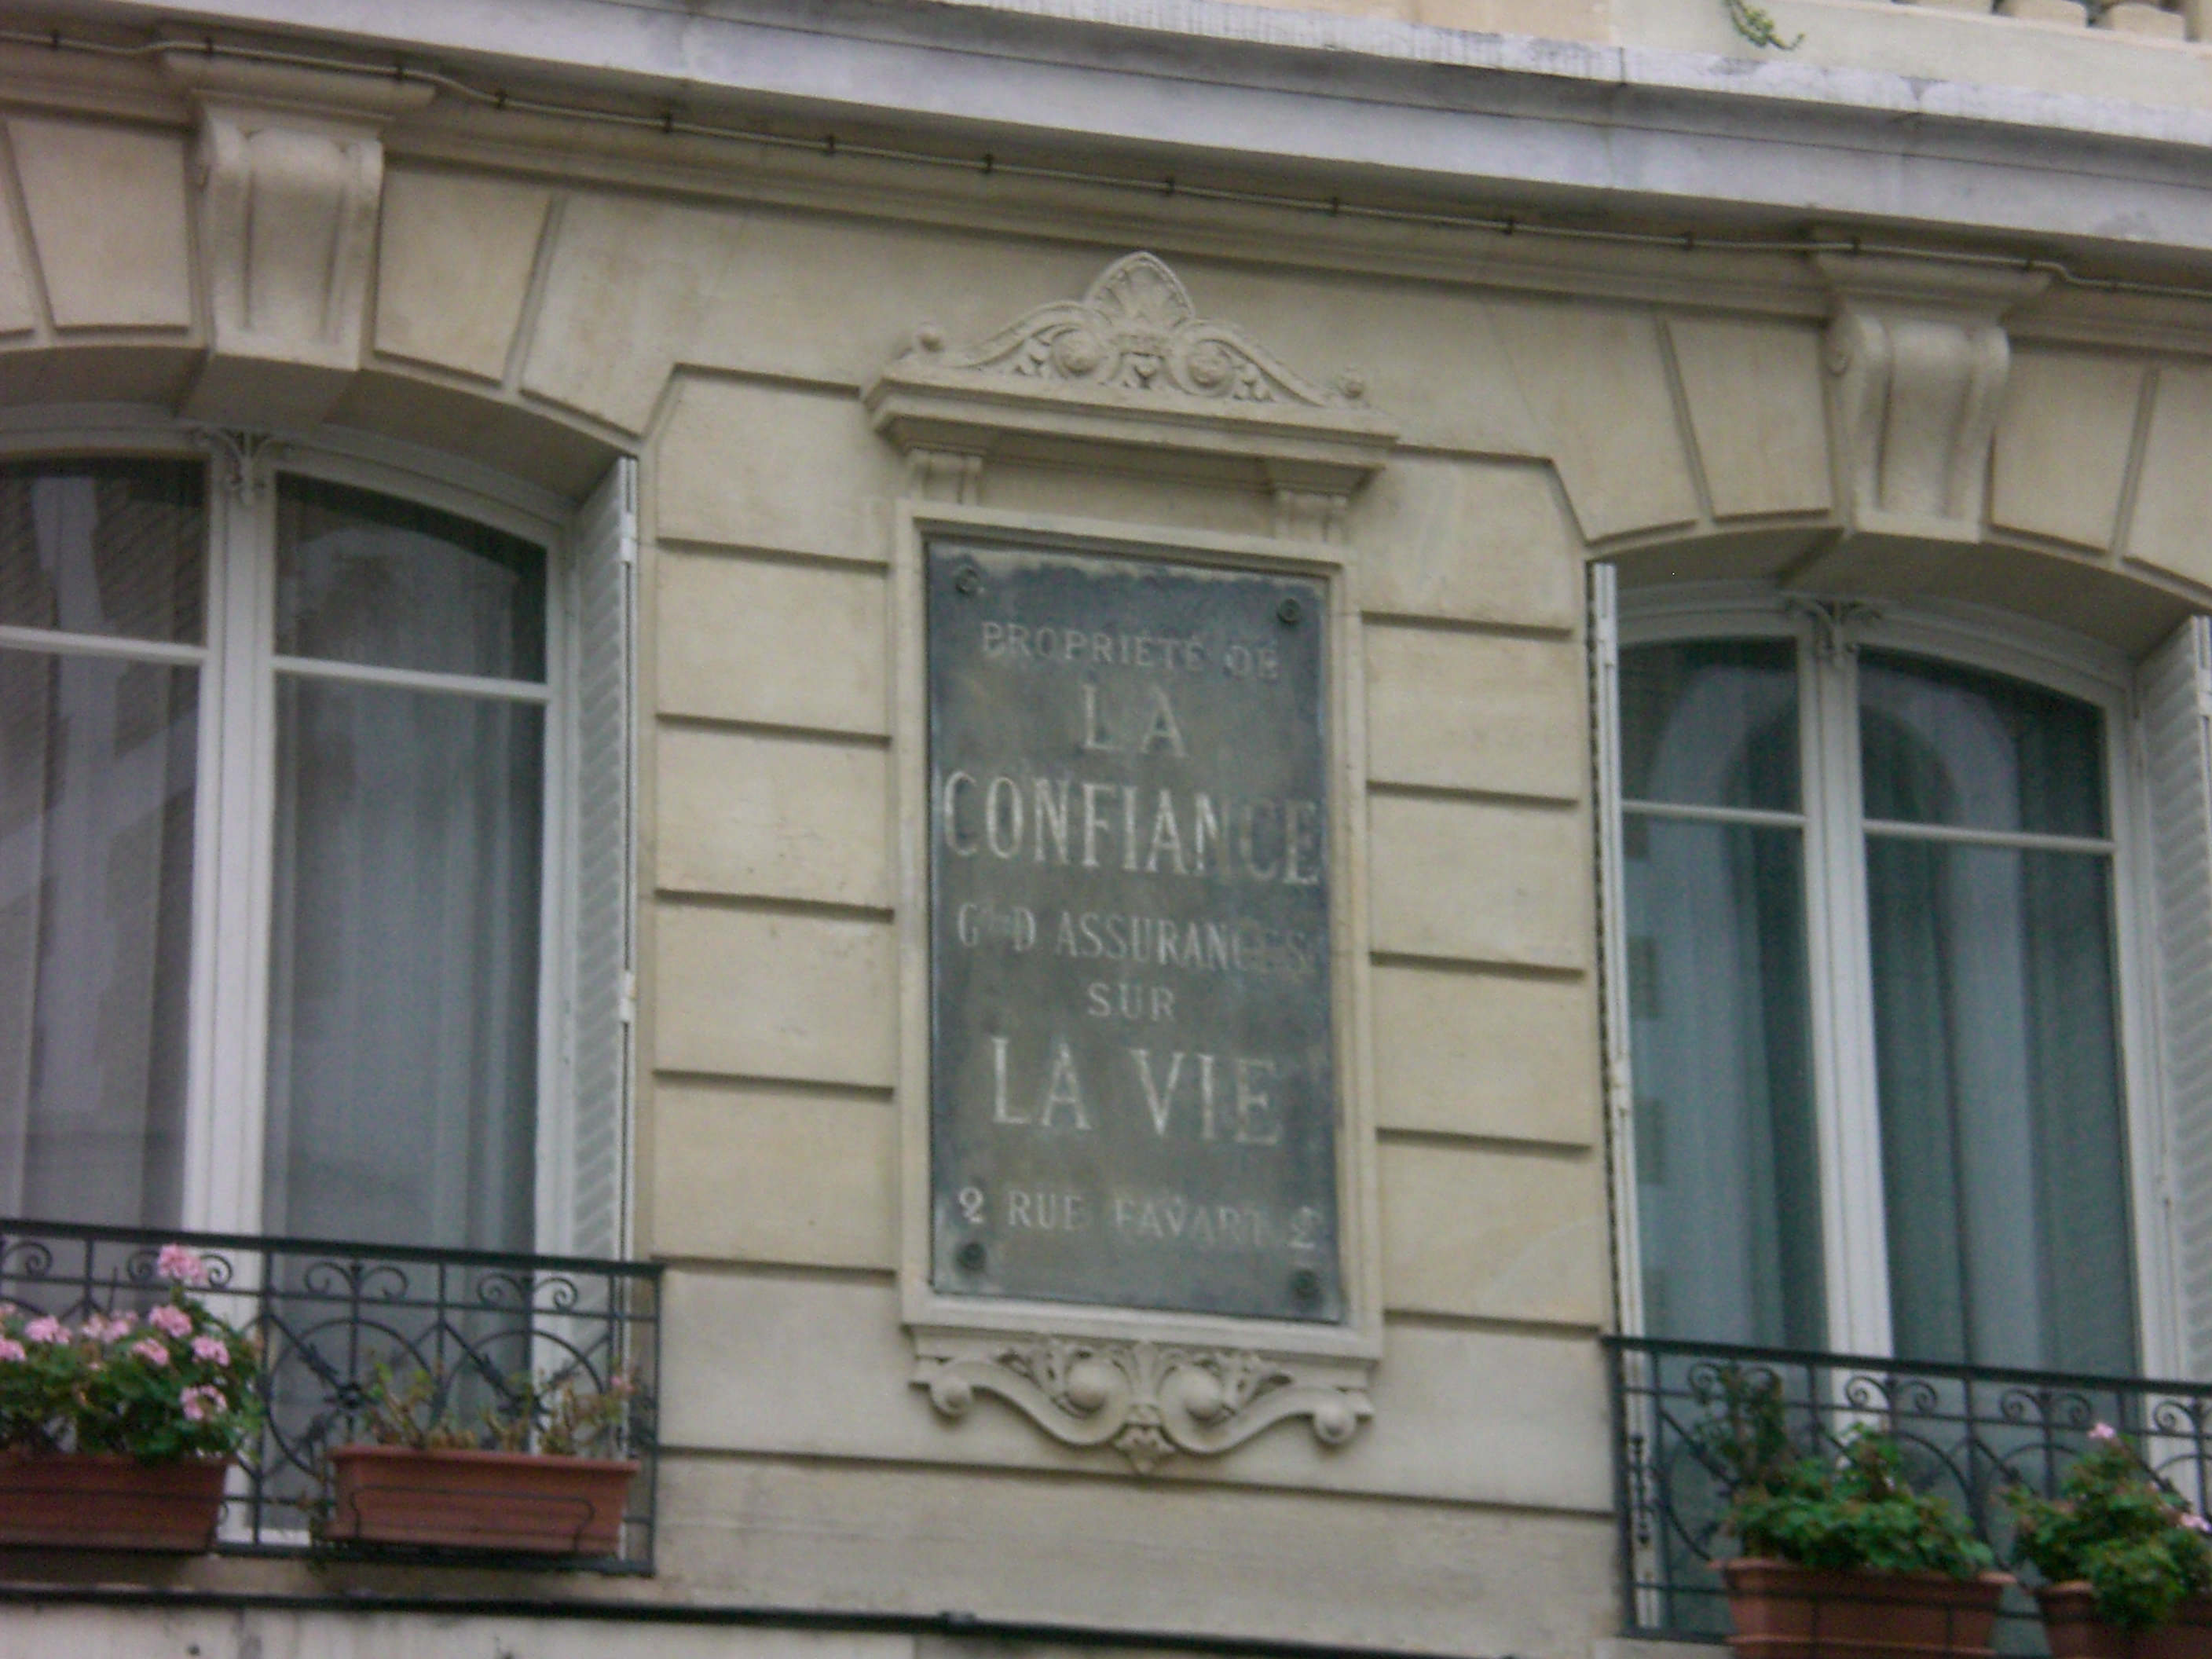 PROPRIÉTÉ DE
LA
CONFIANCE
Cie D'ASSURANCES
SUR
LA VIE
2 RUE FAVART 2